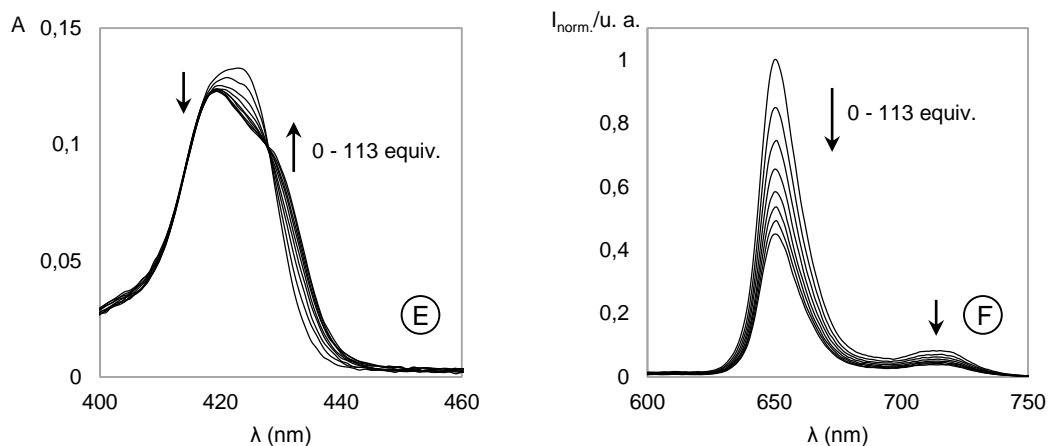 A
0,15
0,1
0,05
0
400
420
440
460
λ (nm)
0 - 113 equiv.
E
I_norm./u. a.
1
0,8
0,6
0,4
0,2
0
600
650
700
750
λ (nm)
0 - 113 equiv.
F